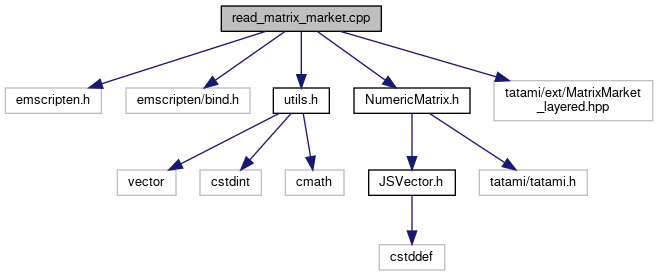 read_matrix_market.cpp
emscripten.h
emscripten/bind.h
utils.h
NumericMatrix.h
tatami/ext/MatrixMarket
_layered.hpp
vector
cstdint
cmath
JSVector.h
tatami/tatami.h
cstddef